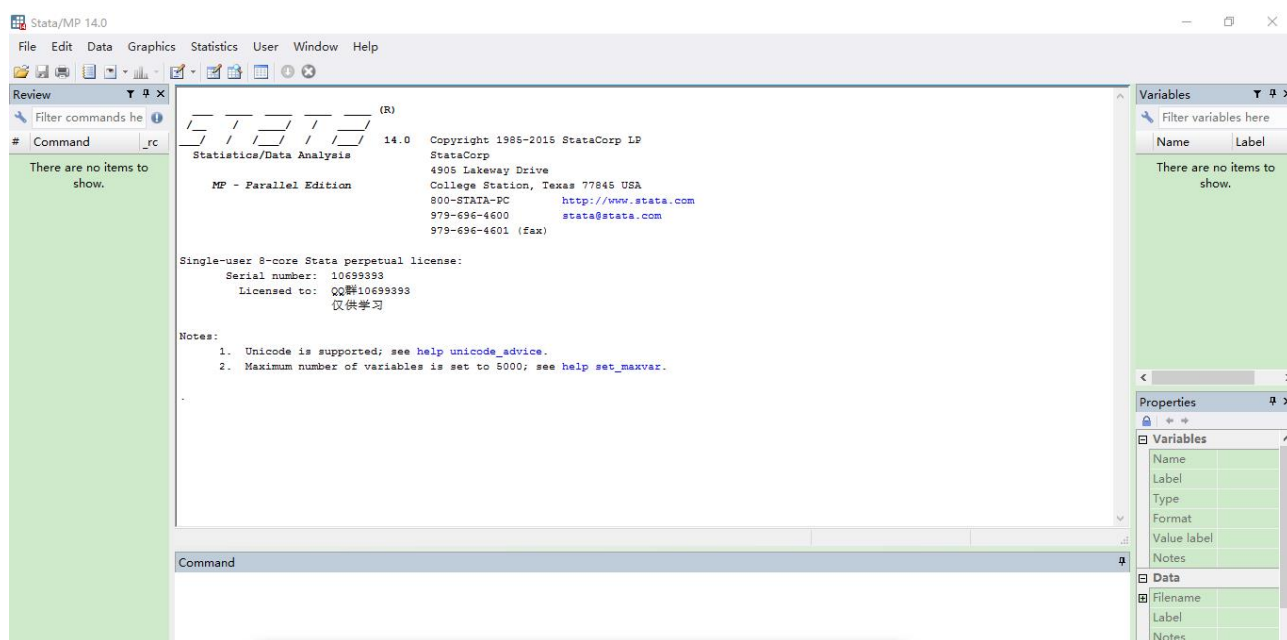 Stata/MP 14.0
File Edit Data Graphics Statistics User Window Help
Review
Filter commands he
# Command _rc
There are no items to
show.
(R)
14.0 Copyright 1985-2015 StataCorp LP
Statistics/Data Analysis StataCorp
4905 Lakeway Drive
MP - Parallel Edition College Station, Texas 77845 USA
800-STATA-PC http://www.stata.com
979-696-4600 stata@stata.com
979-696-4601 (fax)
Single-user 8-core Stata perpetual license:
Serial number: 10699393
Licensed to: QQ群10699393
仅供学习
Notes:
1. Unicode is supported; see help unicode_advice.
2. Maximum number of variables is set to 5000; see help set_maxvar.
.
Command
Variables
Filter variables here
Name Label
There are no items to
show.
Properties
Variables
Name
Label
Type
Format
Value label
Notes
Data
Filename
Label
Notes